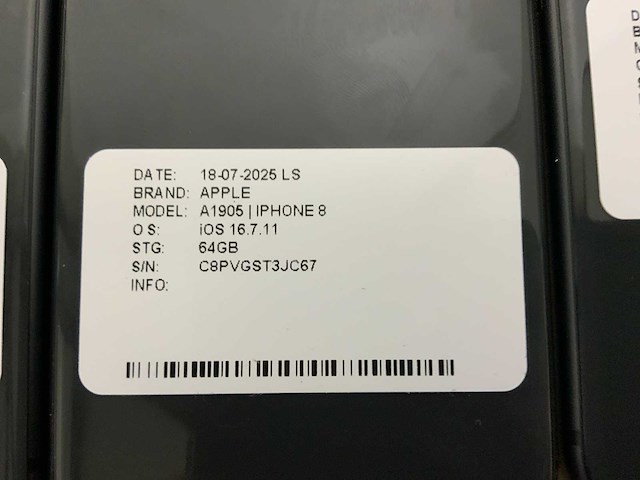 DATE: 18-07-2025 LS
BRAND: APPLE
MODEL: A1905 | IPHONE 8
O S: iOS 16.7.11
STG: 64GB
S/N: C8PVGST3JC67
INFO: